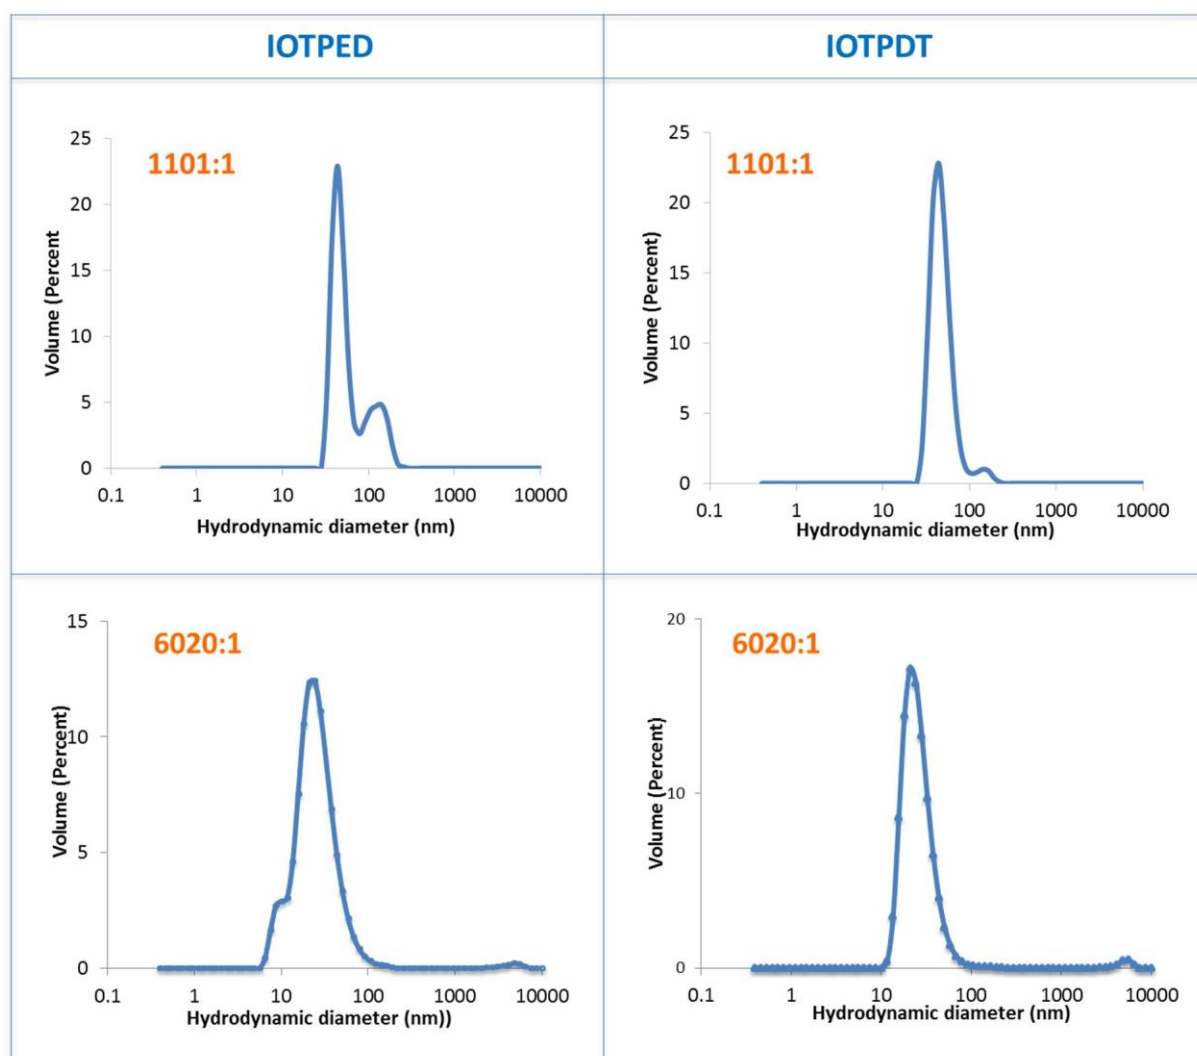 IOTPED
IOTPDT
1101:1
25
20
15
10
5
0
Volume (Percent
0.1 1 10 100 1000 10000
Hydrodynamic diameter (nm)
1101:1
25
20
15
10
5
0
Volume (Percent)
0.1 1 10 100 1000 10000
Hydrodynamic diameter (nm)
6020:1
15
10
5
0
Volume (Percent)
0.1 1 10 100 1000 10000
Hydrodynamic diameter (nm))
6020:1
20
10
0
Volume (Percent)
0.1 1 10 100 1000 10000
Hydrodynamic diameter (nm)